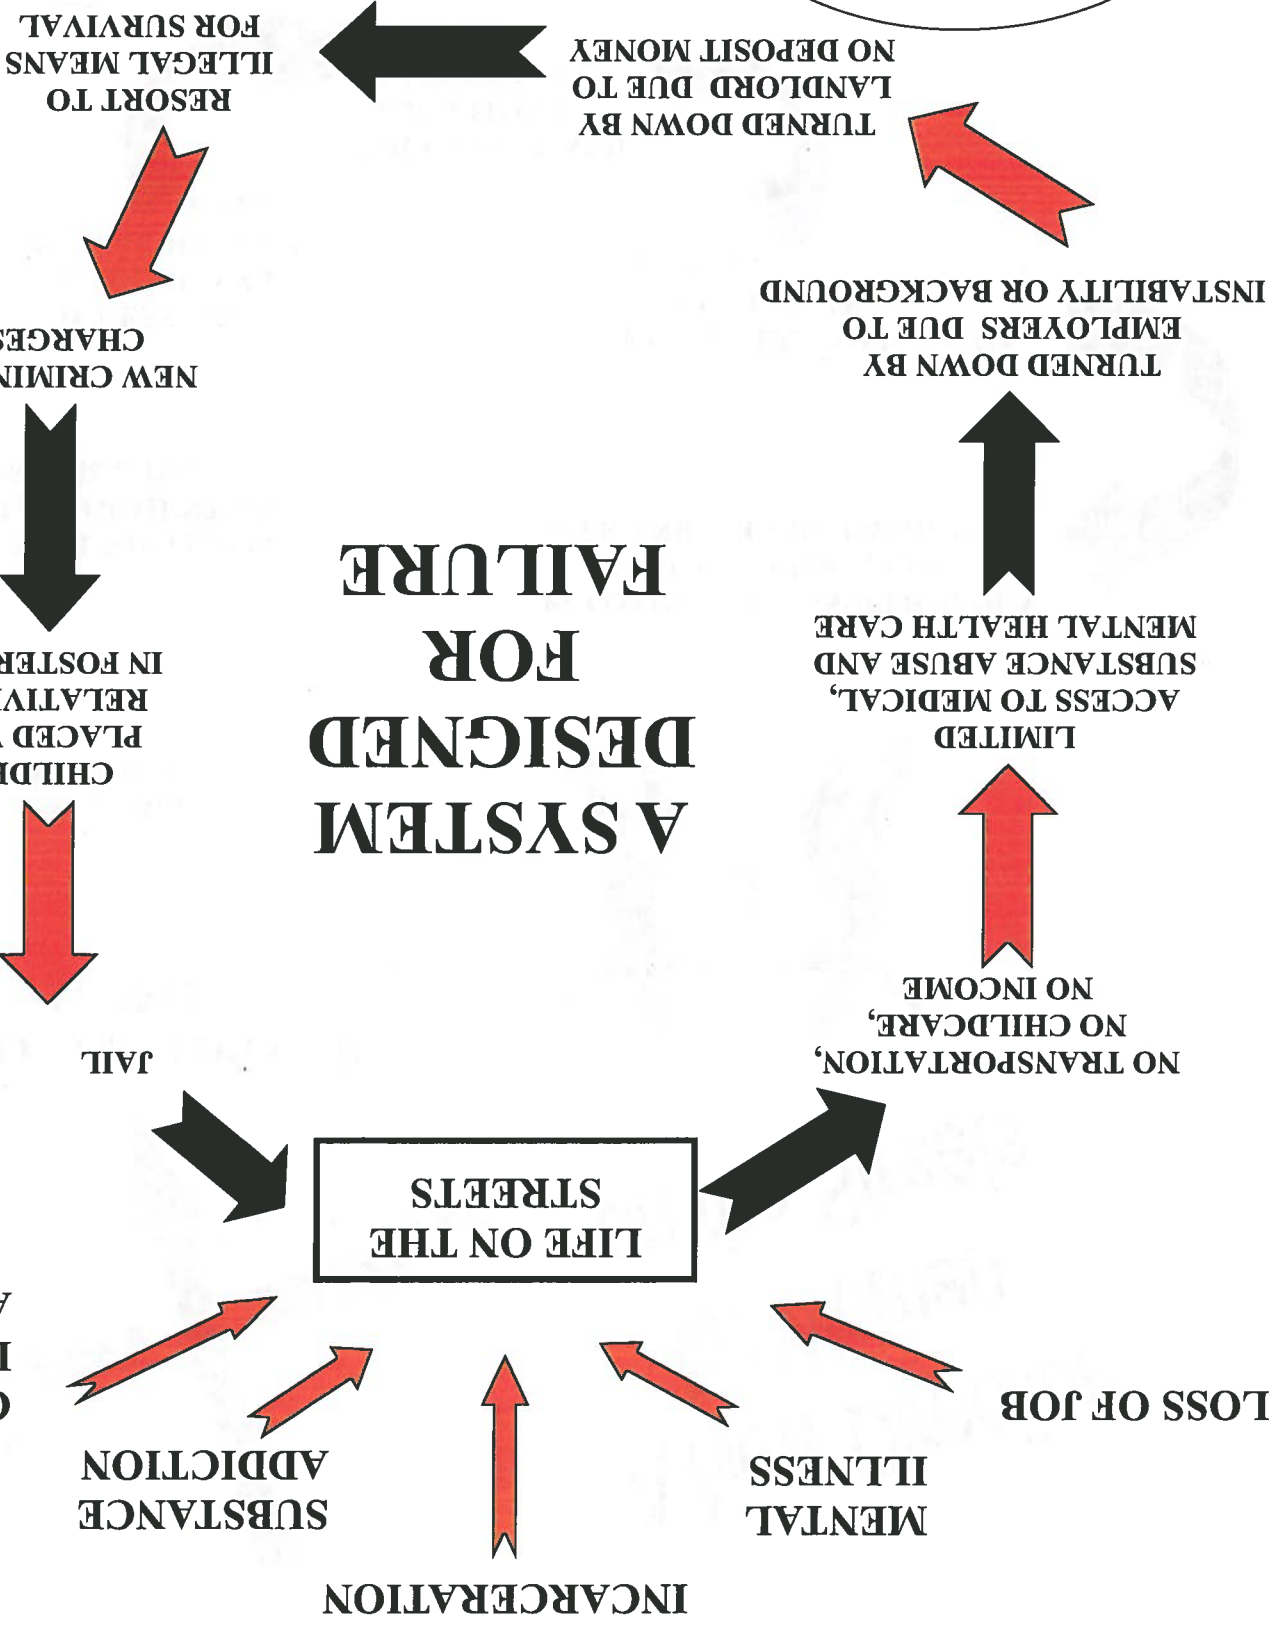 INCARCERATION
MENTAL
ILLNESS
SUBSTANCE
ADDICTION
LOSS OF JOB
LIFE ON THE
STREETS
NO TRANSPORTATION,
NO CHILDCARE,
NO INCOME
LIMITED
ACCESS TO MEDICAL,
SUBSTANCE ABUSE AND
MENTAL HEALTH CARE
TURNED DOWN BY
EMPLOYERS DUE TO
INSTABILITY OR BACKGROUND
TURNED DOWN BY
LANDLORD DUE TO
NO DEPOSIT MONEY
RESORT TO
ILLEGAL MEANS
FOR SURVIVAL
NEW CRIMIN
CHARGES
CHILDR
PLACED
RELATIV
IN FOSTER
JAIL
A SYSTEM
DESIGNED
FOR
FAILURE